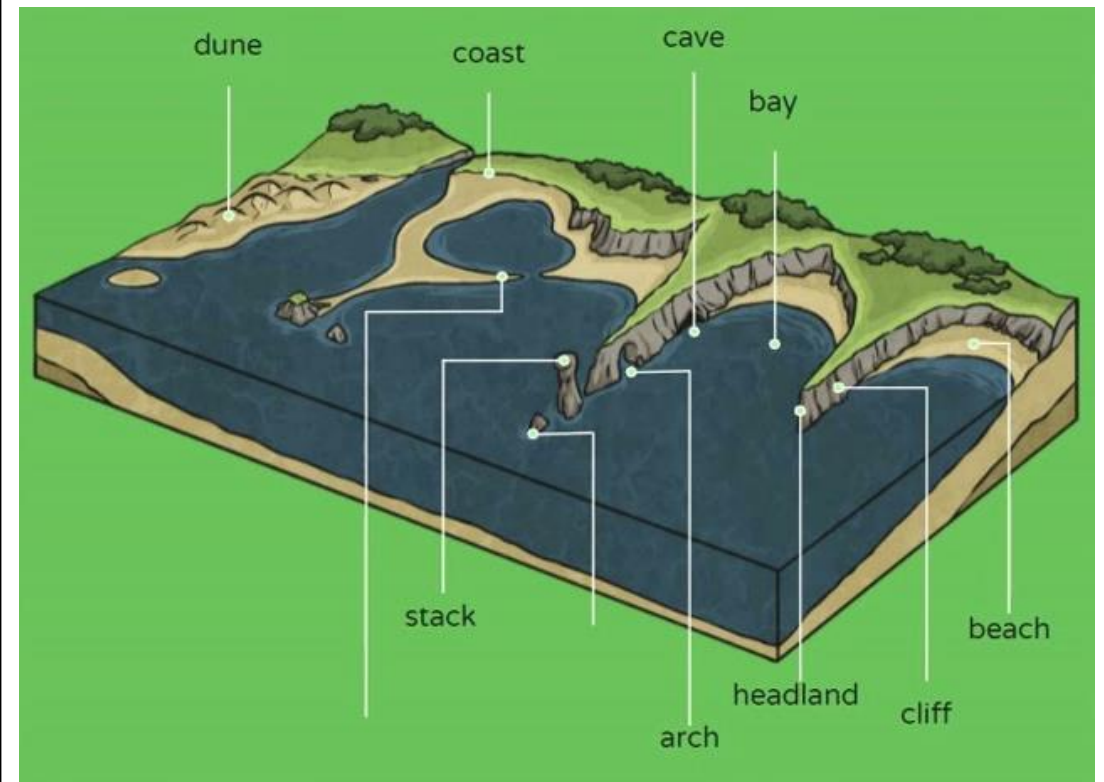 dune
coast
cave
bay
stack
beach
headland
cliff
arch